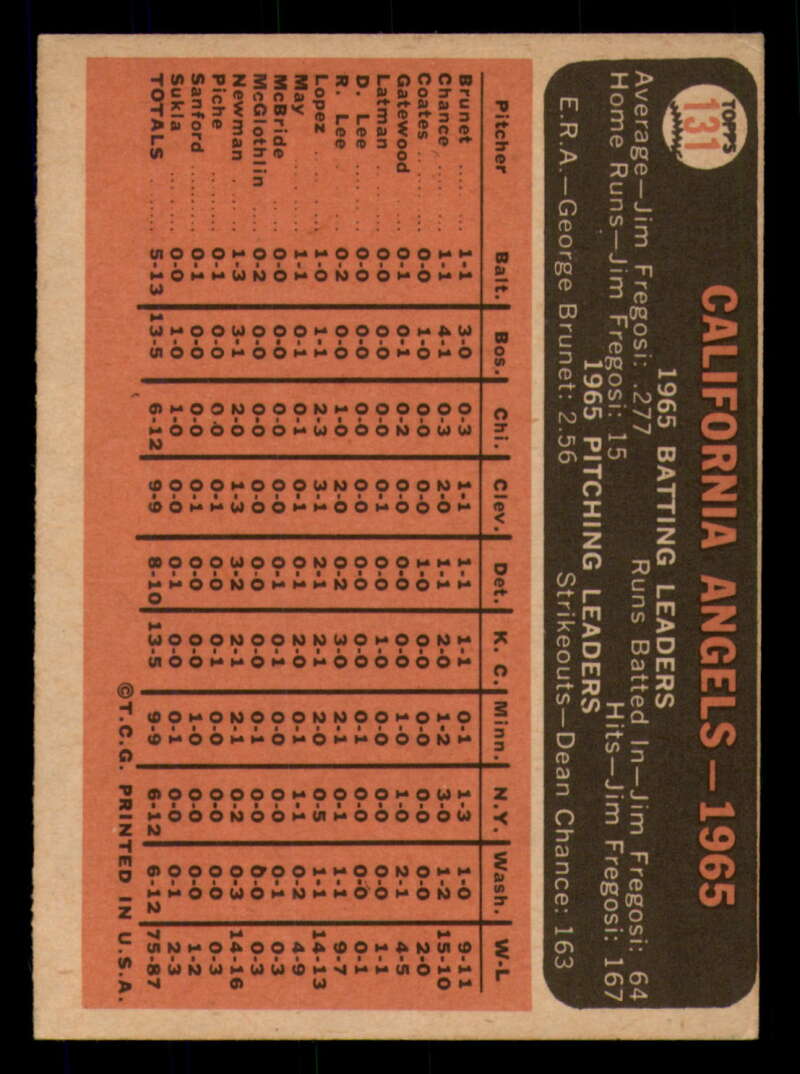 TOPPS
131
CALIFORNIA ANGELS—1965
1965 BATTING LEADERS
Average—Jim Fregosi: .277 Runs Batted In—Jim Fregosi: 64
Home Runs—Jim Fregosi: 15 Hits—Jim Fregosi: 167
1965 PITCHING LEADERS
E.R.A.—George Brunet: 2.56 Strikeouts—Dean Chance: 163
Pitcher Balt. Bos. Chi. Clev. Det. K. C. Minn. N.Y. Wash. W-L
Brunet 1-1 3-0 0-3 1-1 1-1 1-1 0-1 1-3 1-0 9-11
Chance 1-1 4-1 0-3 2-0 1-1 2-0 1-2 3-0 1-2 15-10
Coates 0-0 1-0 0-0 0-0 1-0 0-0 0-0 0-0 0-0 2-0
Gatewood 0-1 0-1 0-2 0-0 0-0 0-0 1-0 1-0 2-1 4-5
Latman 0-0 0-0 0-0 0-1 0-0 1-0 0-0 0-0 0-0 1-1
D. Lee 0-0 0-0 0-0 0-0 0-0 0-0 0-1 0-0 0-0 0-1
R. Lee 0-2 0-0 1-0 2-0 0-2 3-0 2-1 0-1 1-1 9-7
Lopez 1-0 1-1 2-3 3-1 2-1 2-1 2-0 0-5 1-1 14-13
May 1-1 0-1 0-1 0-1 0-1 2-0 0-1 1-1 0-2 4-9
McBride 0-0 0-0 0-0 0-0 0-1 0-1 0-0 0-0 0-1 0-3
McGlothlin 0-2 0-0 0-0 0-0 0-0 0-0 0-1 0-0 0-0 0-3
Newman 1-3 3-1 2-0 1-3 3-2 2-1 2-1 0-2 0-3 14-16
Piche 0-1 0-0 0-0 0-1 0-0 0-1 0-0 0-0 0-0 0-3
Sanford 0-1 0-0 0-0 0-1 0-0 0-0 1-0 0-0 0-0 1-2
Sukla 0-0 1-0 1-0 0-0 0-1 0-0 0-1 0-0 0-1 2-3
TOTALS 5-13 13-5 6-12 9-9 8-10 13-5 9-9 6-12 6-12 75-87
©T.C.G. PRINTED IN U.S.A.